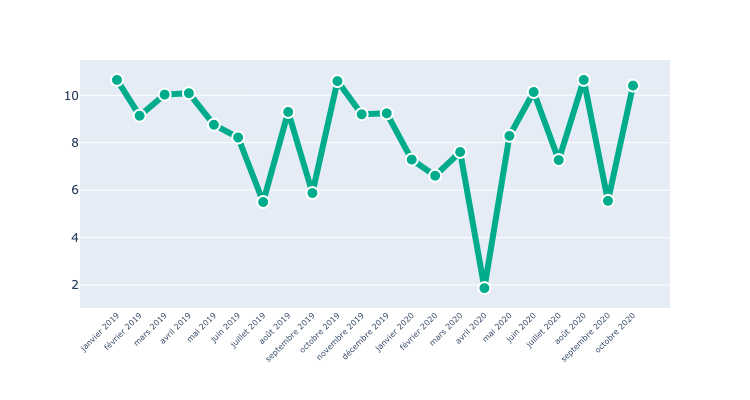 10
8
6
4
2
janvier 2019
février 2019
mars 2019
avril 2019
mai 2019
juin 2019
juillet 2019
août 2019
septembre 2019
octobre 2019
novembre 2019
décembre 2019
janvier 2020
février 2020
mars 2020
avril 2020
mai 2020
juin 2020
juillet 2020
août 2020
septembre 2020
octobre 2020